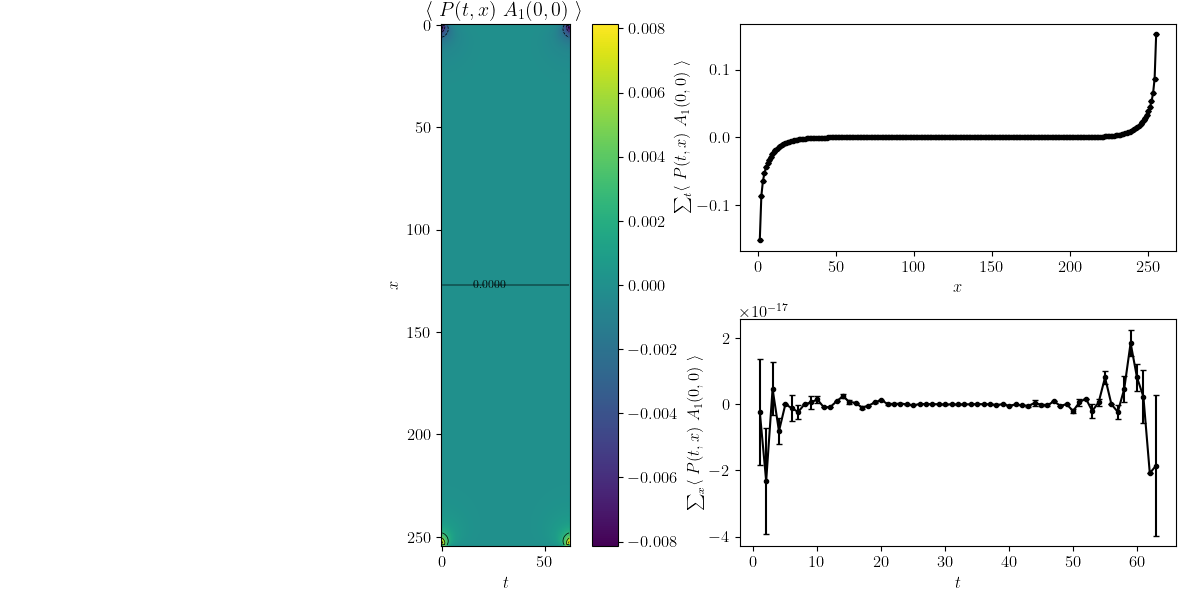 ⟨ P(t, x) A₁(0, 0) ⟩
0
50
100
150
200
250
x
0.0000
0 50
t
0.008
0.006
0.004
0.002
0.000
−0.002
−0.004
−0.006
−0.008
∑ₜ⟨ P(t, x) A₁(0, 0) ⟩
0.1
0.0
−0.1
0 50 100 150 200 250
x
×10⁻¹⁷
∑ₓ⟨ P(t, x) A₁(0, 0) ⟩
2
0
−2
−4
0 10 20 30 40 50 60
t